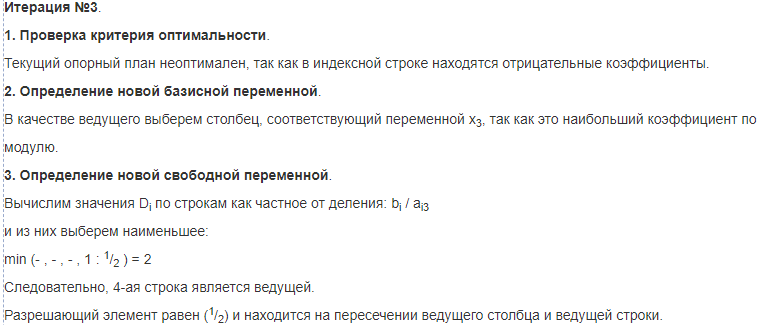 Итерация №3.
1. Проверка критерия оптимальности.
Текущий опорный план неоптимален, так как в индексной строке находятся отрицательные коэффициенты.
2. Определение новой базисной переменной.
В качестве ведущего выберем столбец, соответствующий переменной x₃, так как это наибольший коэффициент по
модулю.
3. Определение новой свободной переменной.
Вычислим значения Dᵢ по строкам как частное от деления: bᵢ / aᵢ₃
и из них выберем наименьшее:
min (- , - , - , 1 : ¹/₂ ) = 2
Следовательно, 4-ая строка является ведущей.
Разрешающий элемент равен (¹/₂) и находится на пересечении ведущего столбца и ведущей строки.